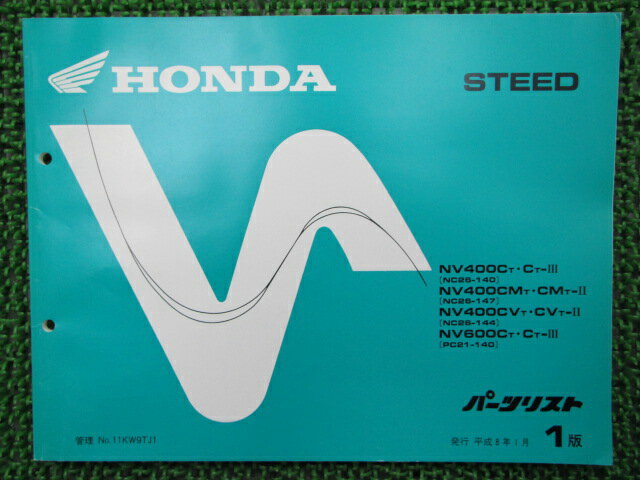 HONDA
STEED
NV400CT・CT-III
[NC26-140]
NV400CMT・CMT-II
[NC26-147]
NV400CVT・CVT-II
[NC26-144]
NV600CT・CT-III
[PC21-140]
パーツリスト
管理 No.11KW9TJ1
発行 平成8年1月 1版